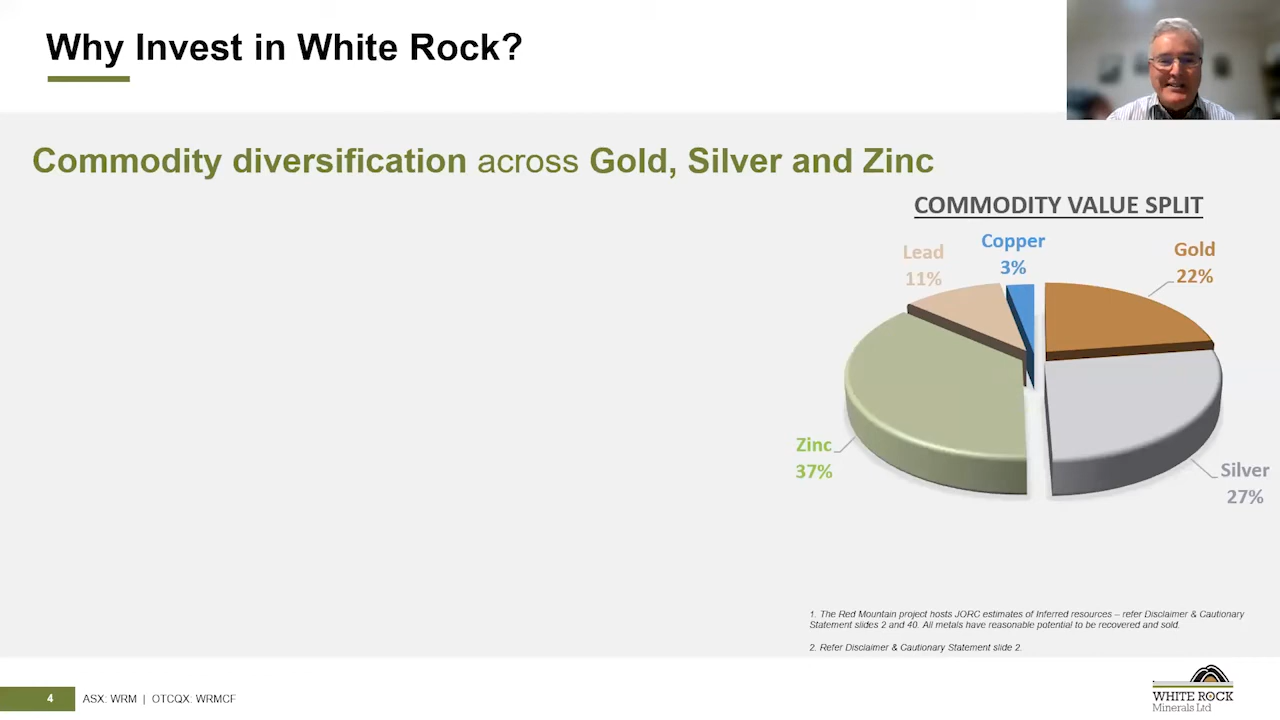 Why Invest in White Rock?
Commodity diversification across Gold, Silver and Zinc
COMMODITY VALUE SPLIT
Copper
3%
Lead
11%
Gold
22%
Zinc
37%
Silver
27%
1. The Red Mountain project hosts JORC estimates of Inferred resources – refer Disclaimer & Cautionary
Statement slides 2 and 40. All metals have reasonable potential to be recovered and sold.
2. Refer Disclaimer & Cautionary Statement slide 2.
4
ASX: WRM | OTCQX: WRMCF
WHITE ROCK
Minerals Ltd